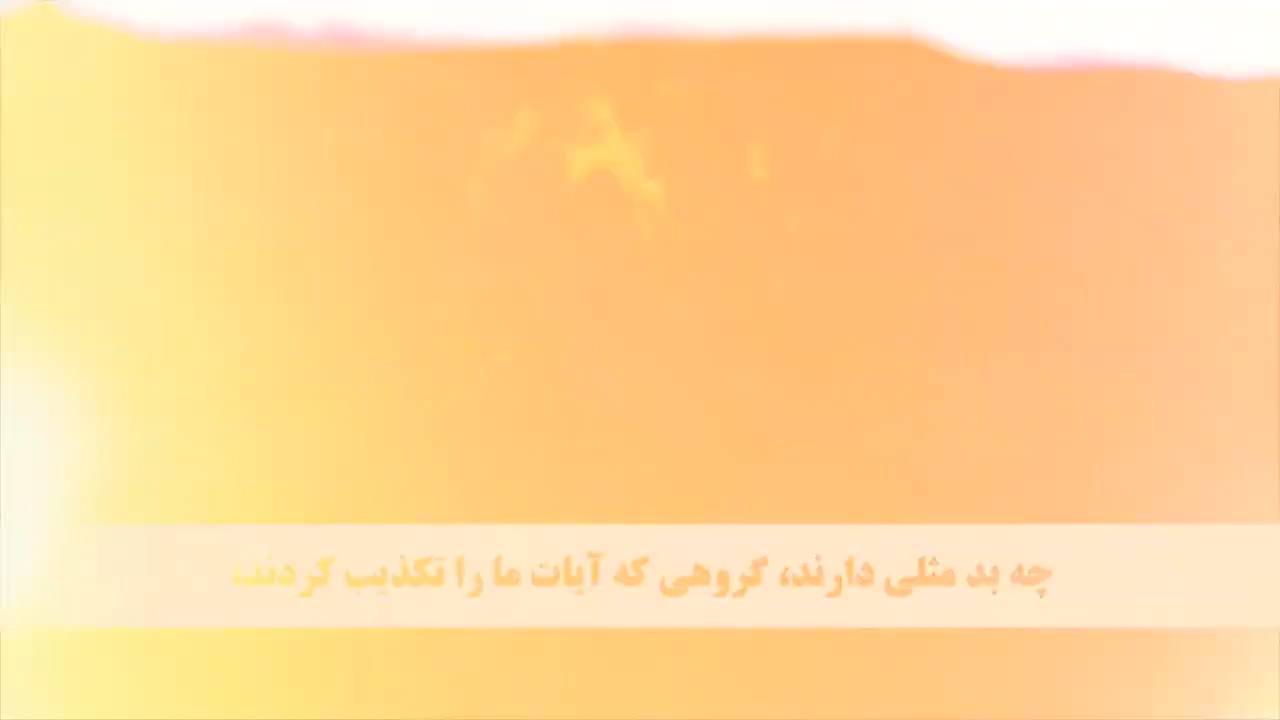 چه بد مثلی دارند، گروهی که آیات ما را تکذیب کردند،